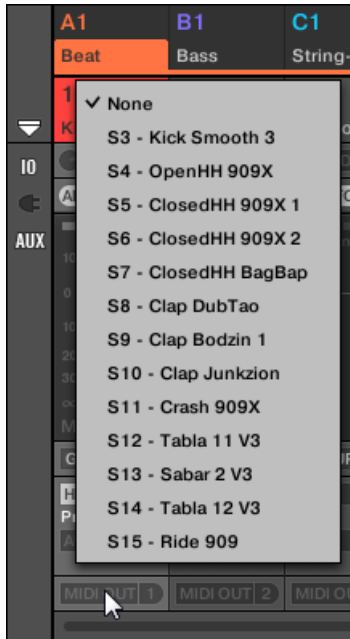 A1 B1 C1
Beat Bass String-
1
K
None
S3 - Kick Smooth 3
S4 - OpenHH 909X
IO
S5 - ClosedHH 909X 1
S6 - ClosedHH 909X 2
AUX
S7 - ClosedHH BagBap
S8 - Clap DubTao
S9 - Clap Bodzin 1
S10 - Clap Junkzion
S11 - Crash 909X
S12 - Tabla 11 V3
S13 - Sabar 2 V3
S14 - Tabla 12 V3
S15 - Ride 909
MIDI OUT 1 MIDI OUT 2 MIDI OU